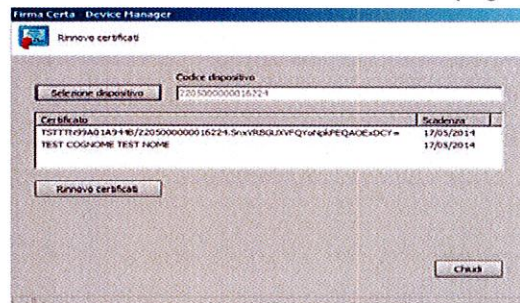 Firma Certa - Device Manager
Rinnovo certificati
Codice dispositivo
Selezione dispositivo
2205000000016224
Certificato Scadenza
17/05/2014
TEST COGNOME TEST NOME 17/05/2014
Rinnovo certificati
Chiudi